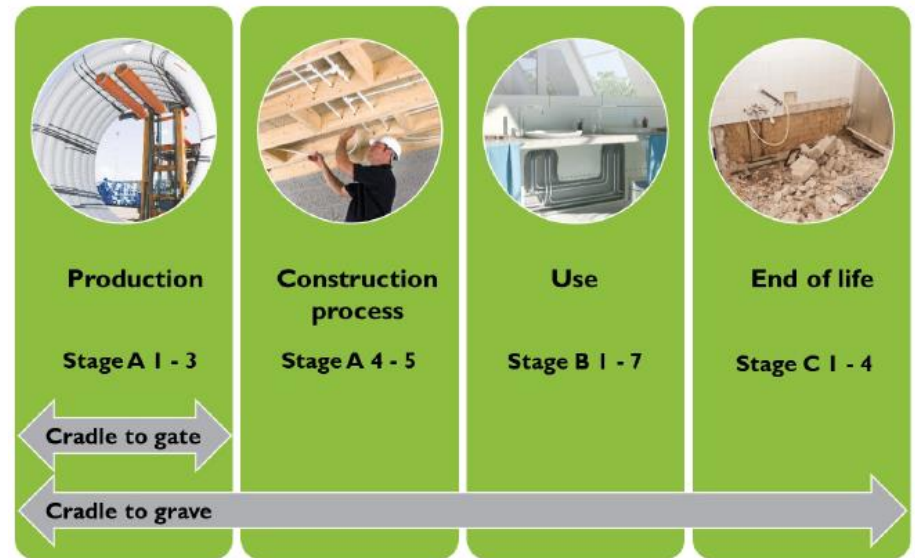 Production
Stage A 1 - 3
Construction
process
Stage A 4 - 5
Use
Stage B 1 - 7
End of life
Stage C 1 - 4
Cradle to gate
Cradle to grave